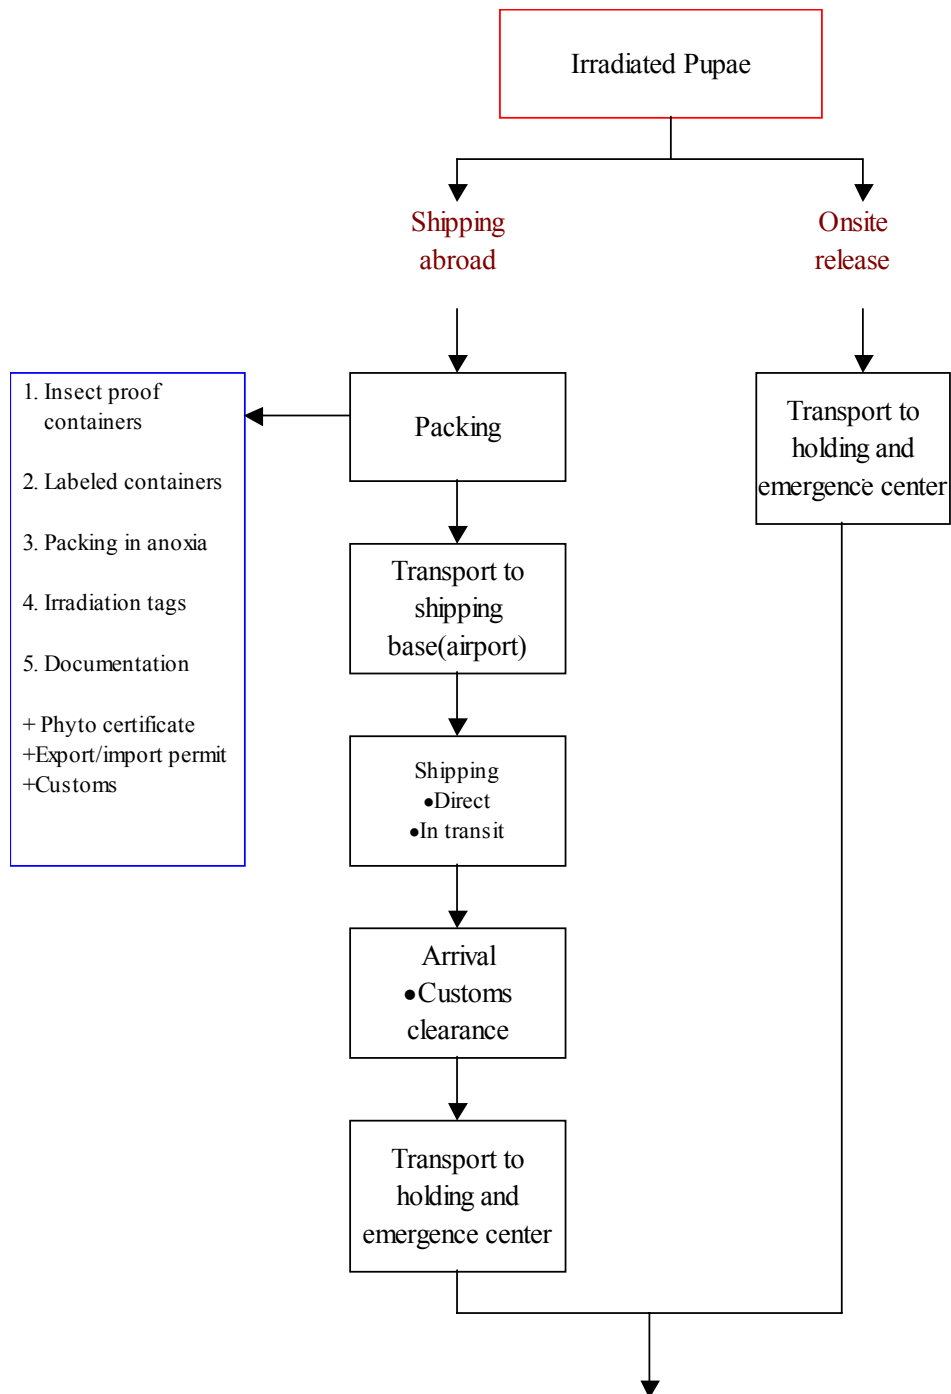 Irradiated Pupae
Shipping
abroad
Onsite
release
1. Insect proof
containers
2. Labeled containers
3. Packing in anoxia
4. Irradiation tags
5. Documentation
+ Phyto certificate
+Export/import permit
+Customs
Packing
Transport to
holding and
emergence center
Transport to
shipping
base(airport)
Shipping
•Direct
•In transit
Arrival
•Customs
clearance
Transport to
holding and
emergence center